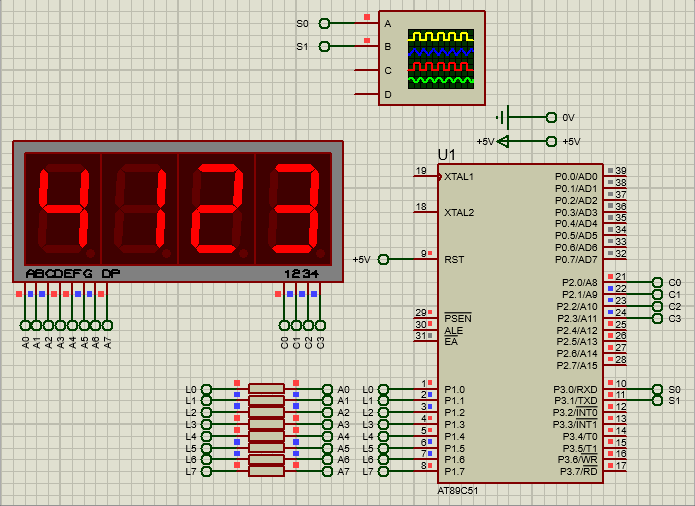 S0 A
S1 B
C
D
0V
+5V +5V
4123
ABCDEFG DP 1234
A0 A1 A2 A3 A4 A5 A6 A7 C0 C1 C2 C3
U1
19 XTAL1 P0.0/AD0 39
P0.1/AD1 38
P0.2/AD2 37
18 XTAL2 P0.3/AD3 36
P0.4/AD4 35
P0.5/AD5 34
P0.6/AD6 33
+5V 9 RST P0.7/AD7 32
P2.0/A8 21 C0
P2.1/A9 22 C1
P2.2/A10 23 C2
29 PSEN P2.3/A11 24 C3
30 ALE P2.4/A12 25
31 EA P2.5/A13 26
P2.6/A14 27
P2.7/A15 28
L0 A0 L0 1 P1.0 P3.0/RXD 10 S0
L1 A1 L1 2 P1.1 P3.1/TXD 11 S1
L2 A2 L2 3 P1.2 P3.2/INT0 12
L3 A3 L3 4 P1.3 P3.3/INT1 13
L4 A4 L4 5 P1.4 P3.4/T0 14
L5 A5 L5 6 P1.5 P3.5/T1 15
L6 A6 L6 7 P1.6 P3.6/WR 16
L7 A7 L7 8 P1.7 P3.7/RD 17
AT89C51